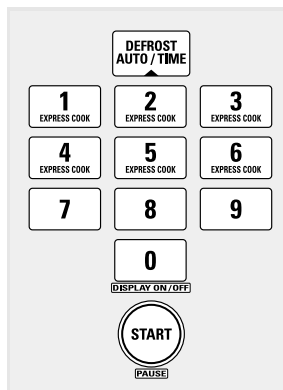 DEFROST
AUTO / TIME
1 2 3
EXPRESS COOK EXPRESS COOK EXPRESS COOK
4 5 6
EXPRESS COOK EXPRESS COOK EXPRESS COOK
7 8 9
0
DISPLAY ON/OFF
START
PAUSE